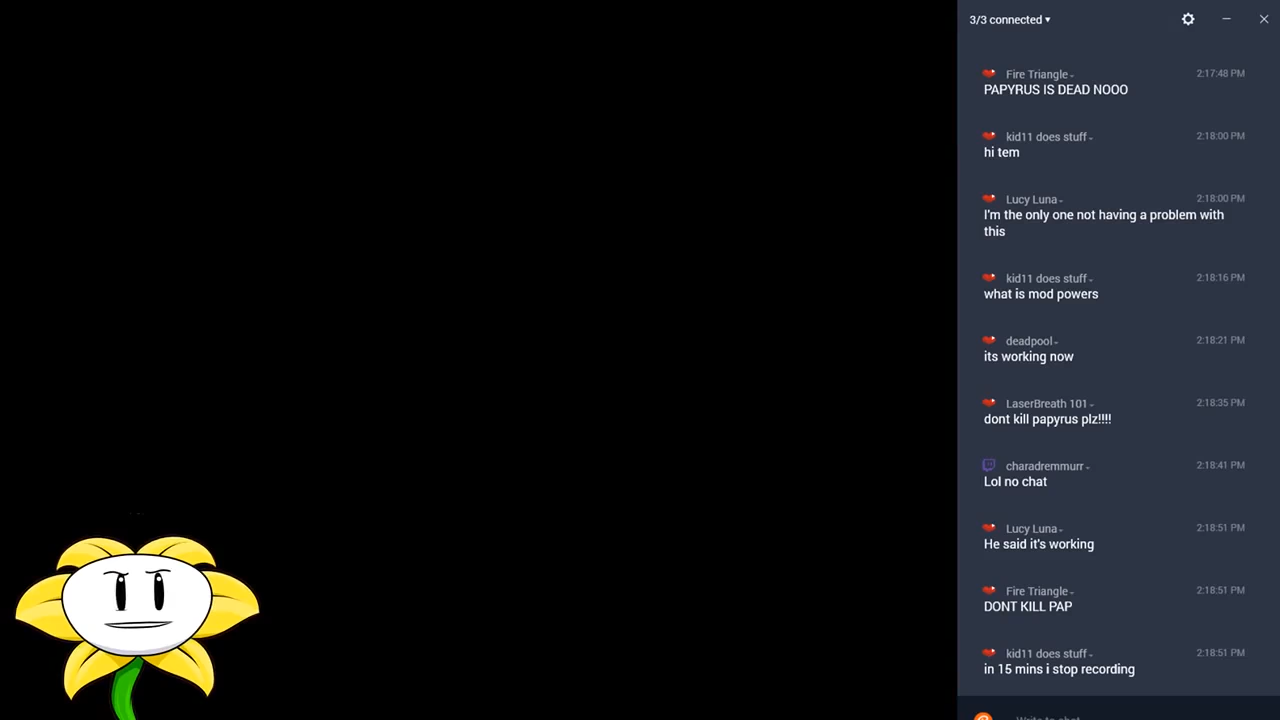 3/3 connected ▾
Fire Triangle 2:17:48 PM
PAPYRUS IS DEAD NOOO
kid11 does stuff 2:18:00 PM
hi tem
Lucy Luna 2:18:00 PM
I'm the only one not having a problem with
this
kid11 does stuff 2:18:16 PM
what is mod powers
deadpool 2:18:21 PM
its working now
LaserBreath 101 2:18:35 PM
dont kill papyrus plz!!!!
charadremmurr 2:18:41 PM
Lol no chat
Lucy Luna 2:18:51 PM
He said it's working
Fire Triangle 2:18:51 PM
DONT KILL PAP
kid11 does stuff 2:18:51 PM
in 15 mins i stop recording
Write to chat